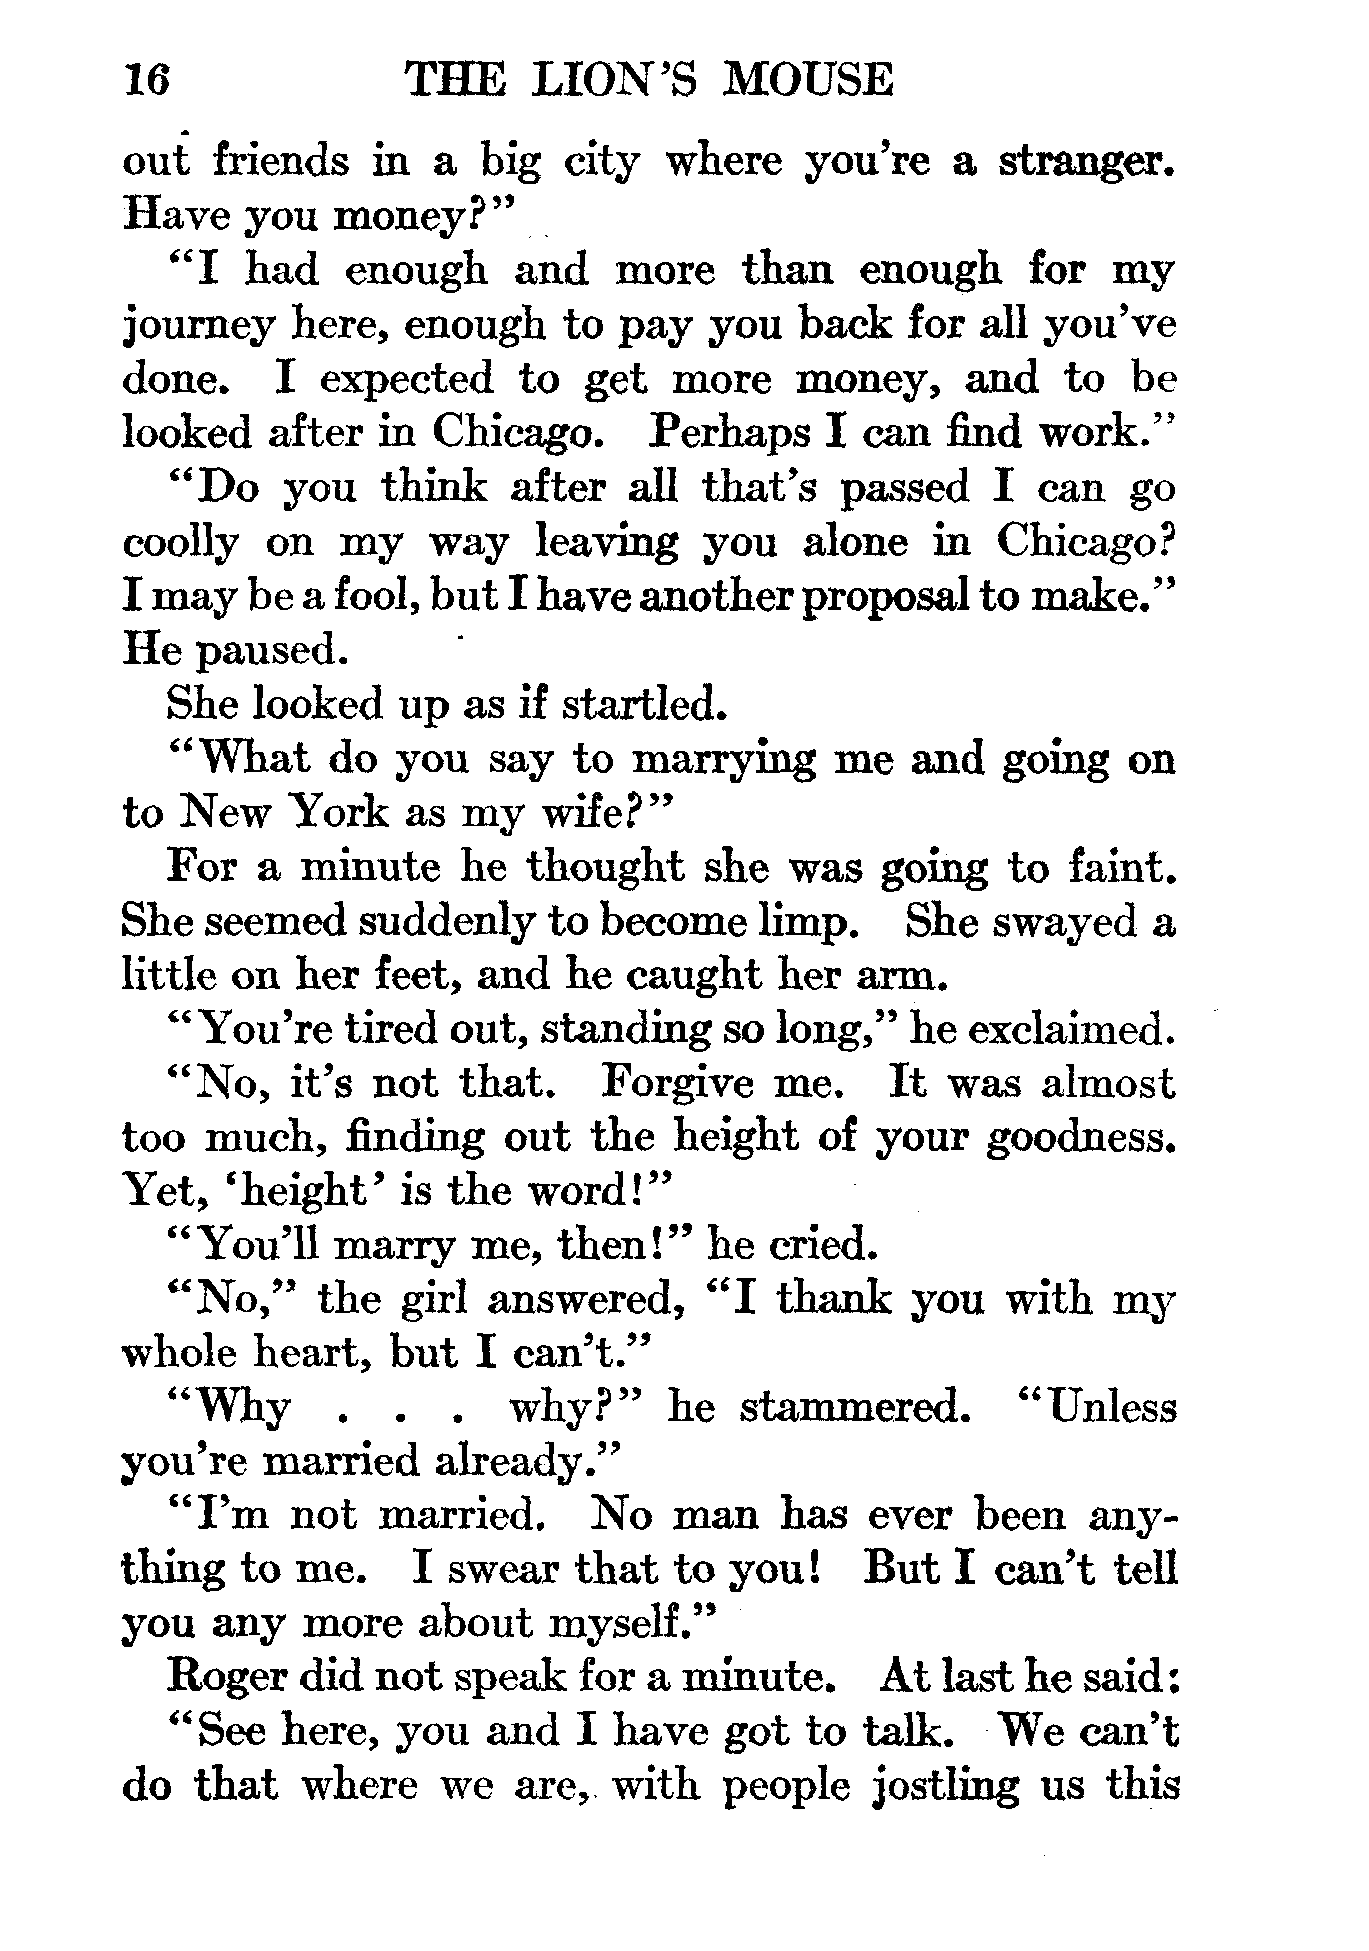 16 THE LION'S MOUSE
out friends in a big city where you're a stranger.
Have you money?"
"I had enough and more than enough for my
journey here, enough to pay you back for all you've
done. I expected to get more money, and to be
looked after in Chicago. Perhaps I can find work."
"Do you think after all that's passed I can go
coolly on my way leaving you alone in Chicago?
I may be a fool, but I have another proposal to make."
He paused.
She looked up as if startled.
"What do you say to marrying me and going on
to New York as my wife?"
For a minute he thought she was going to faint.
She seemed suddenly to become limp. She swayed a
little on her feet, and he caught her arm.
"You're tired out, standing so long," he exclaimed.
"No, it's not that. Forgive me. It was almost
too much, finding out the height of your goodness.
Yet, 'height' is the word!"
"You'll marry me, then!" he cried.
"No," the girl answered, "I thank you with my
whole heart, but I can't."
"Why . . . why?" he stammered. "Unless
you're married already."
"I'm not married. No man has ever been any-
thing to me. I swear that to you! But I can't tell
you any more about myself."
Roger did not speak for a minute. At last he said:
"See here, you and I have got to talk. We can't
do that where we are, with people jostling us this